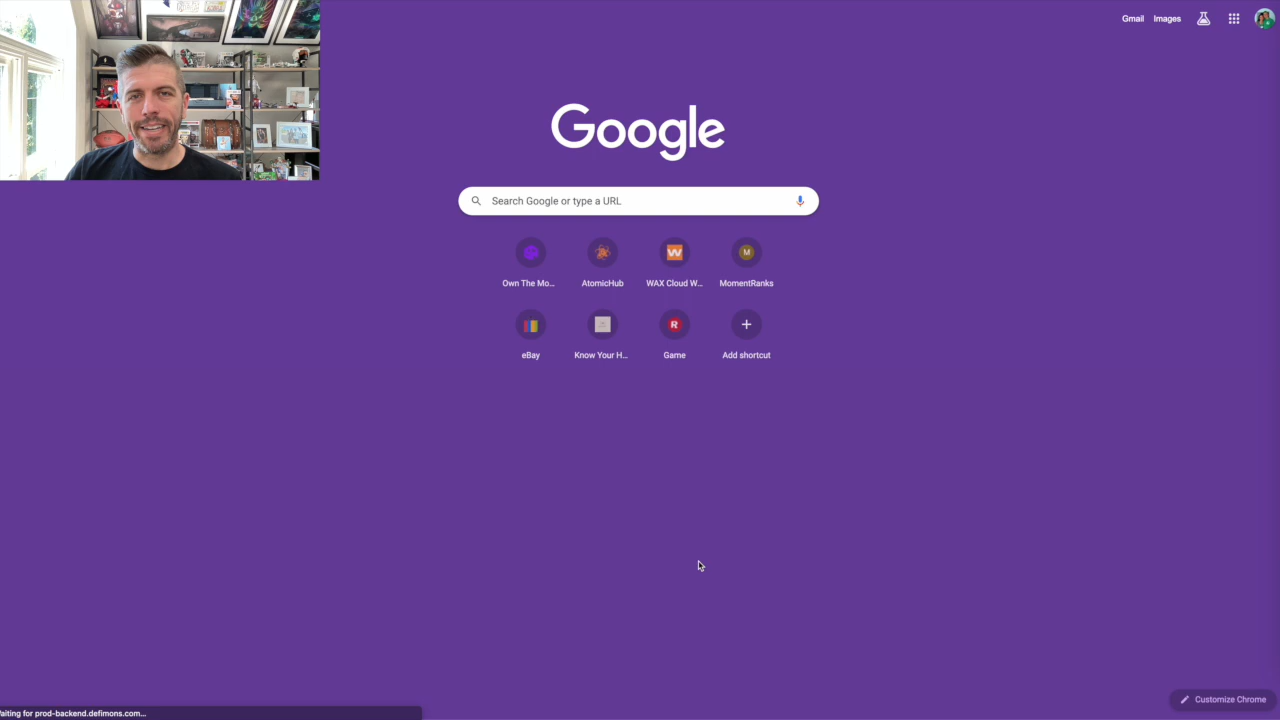 Gmail Images
Google
Search Google or type a URL
Own The Mo...
AtomicHub
WAX Cloud W...
MomentRanks
eBay
Know Your H...
Game
Add shortcut
Customize Chrome
aiting for prod-backend.defimons.com...